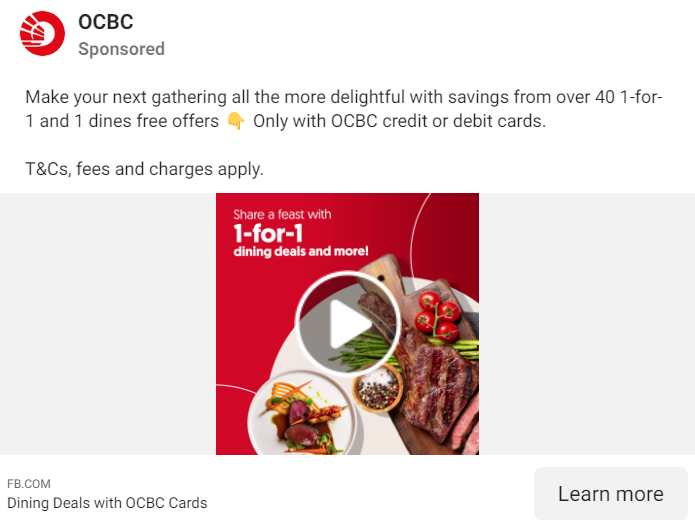 OCBC
Sponsored
Make your next gathering all the more delightful with savings from over 40 1-for-
1 and 1 dines free offers 👇 Only with OCBC credit or debit cards.
T&Cs, fees and charges apply.
Share a feast with
1-for-1
dining deals and more!
FB.COM
Dining Deals with OCBC Cards
Learn more